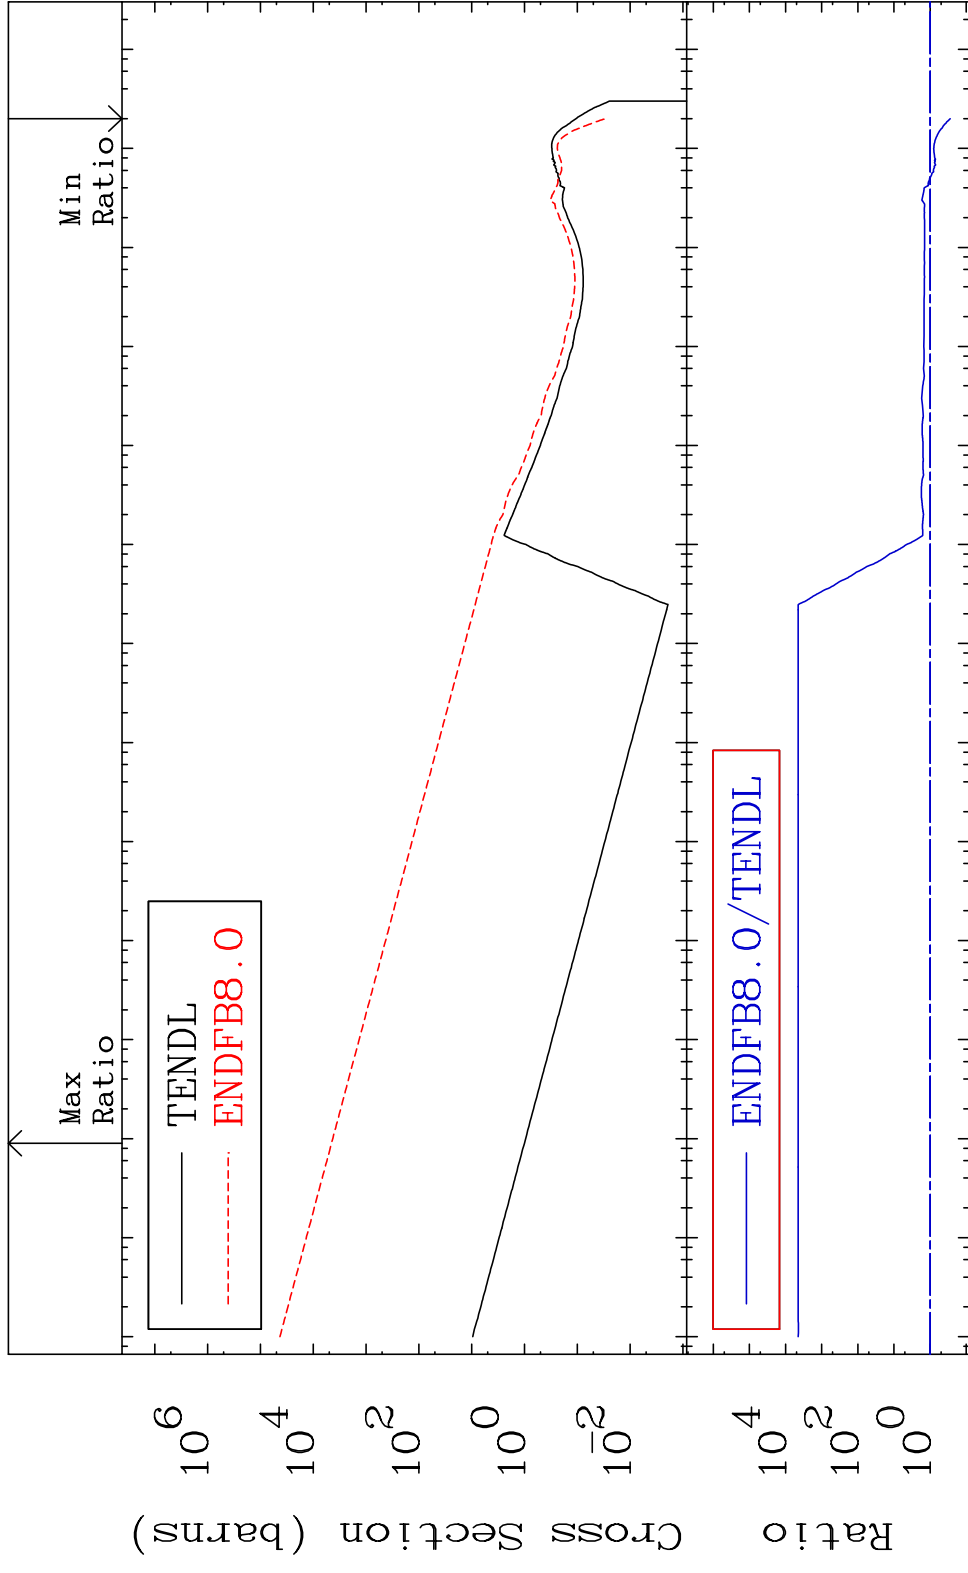 Max
Ratio
Min
Ratio
TENDL
ENDFB8.0
10^6
10^4
10^2
10^0
10^-2
Cross Section (barns)
ENDFB8.0/TENDL
10^4
10^2
10^0
Ratio